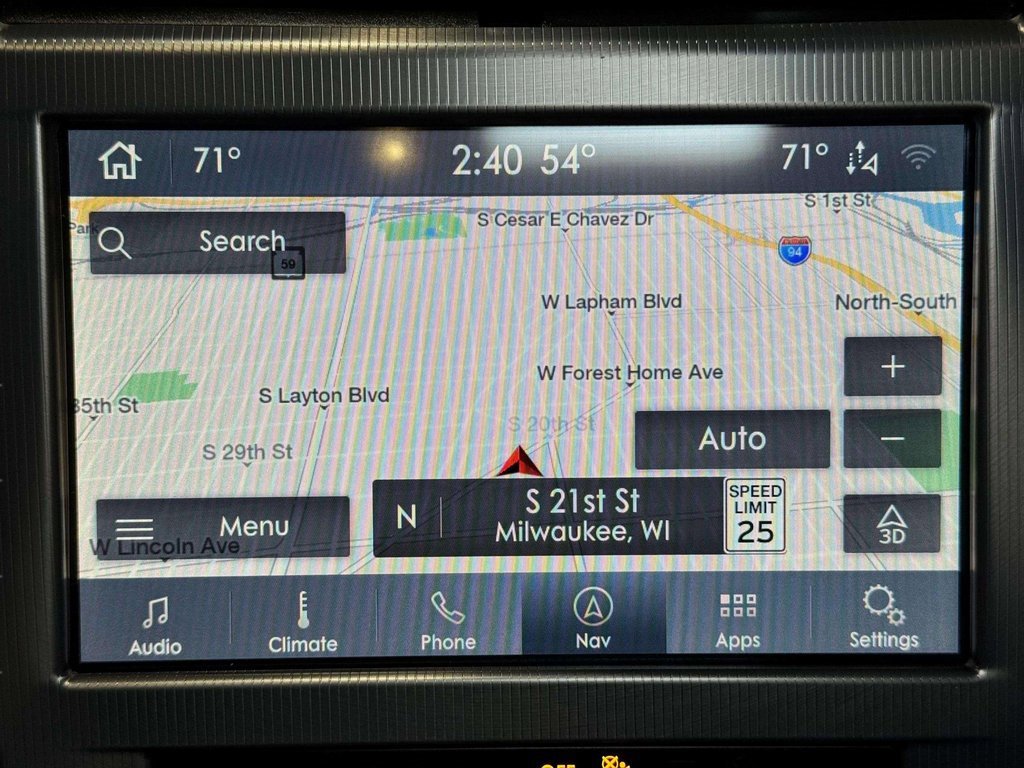 71° 2:40 54° 71°
S 1st St
S Cesar E Chavez Dr
Park
Search
59
94
W Lapham Blvd
North-South
W Forest Home Ave
+
S Layton Blvd
35th St
S 20th St
Auto
−
S 29th St
N
S 21st St
Milwaukee, WI
SPEED
LIMIT
25
3D
Menu
W Lincoln Ave
Audio
Climate
Phone
Nav
Apps
Settings